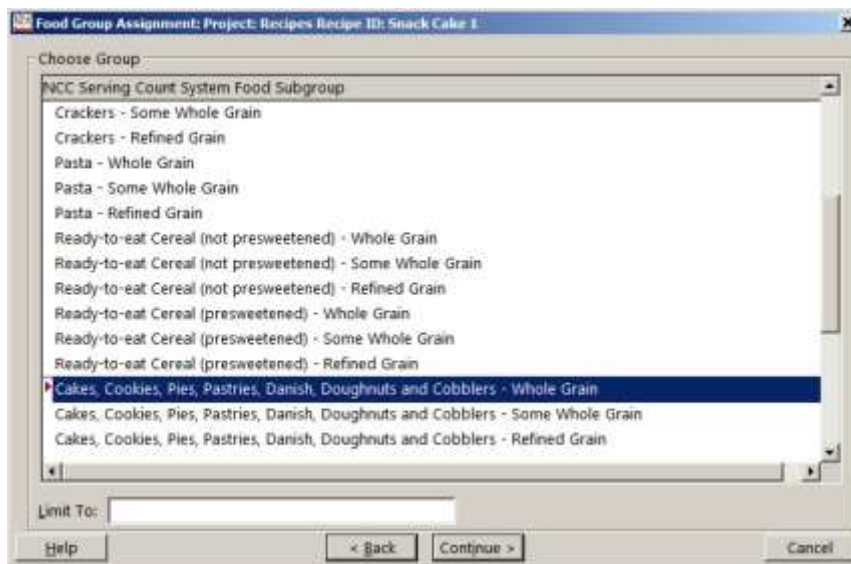 Food Group Assignment: Project: Recipes Recipe ID: Snack Cake 1
Choose Group
NCC Serving Count System Food Subgroup
Crackers - Some Whole Grain
Crackers - Refined Grain
Pasta - Whole Grain
Pasta - Some Whole Grain
Pasta - Refined Grain
Ready-to-eat Cereal (not presweetened) - Whole Grain
Ready-to-eat Cereal (not presweetened) - Some Whole Grain
Ready-to-eat Cereal (not presweetened) - Refined Grain
Ready-to-eat Cereal (presweetened) - Whole Grain
Ready-to-eat Cereal (presweetened) - Some Whole Grain
Ready-to-eat Cereal (presweetened) - Refined Grain
Cakes, Cookies, Pies, Pastries, Danish, Doughnuts and Cobblers - Whole Grain
Cakes, Cookies, Pies, Pastries, Danish, Doughnuts and Cobblers - Some Whole Grain
Cakes, Cookies, Pies, Pastries, Danish, Doughnuts and Cobblers - Refined Grain
Limit To:
Help < Back Continue > Cancel